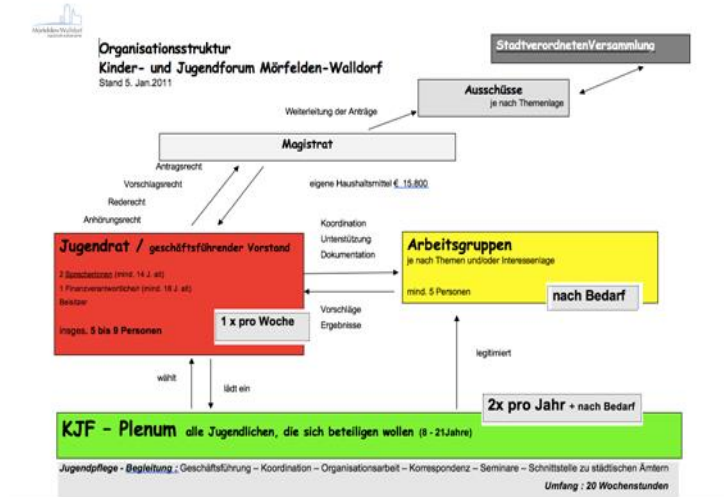 Mörfelden-Walldorf
Organisationsstruktur
Kinder- und Jugendforum Mörfelden-Walldorf
Stand 5. Jan.2011
StadtverordnetenVersammlung
Ausschüsse
je nach Themenlage
Weiterleitung der Anträge
Magistrat
Antragsrecht
Vorschlagsrecht
Rederecht
Anhörungsrecht
eigene Haushaltsmittel € 15.800
Jugendrat / geschäftsführender Vorstand
2 SprecherInnen (mind. 14 J. alt)
1 Finanzverantwortliche/r (mind. 18 J. alt)
Beisitzer
insges. 5 bis 9 Personen
1 x pro Woche
Koordination
Unterstützung
Dokumentation
Vorschläge
Ergebnisse
Arbeitsgruppen
je nach Themen und/oder Interessenlage
mind. 5 Personen
nach Bedarf
wählt
lädt ein
legitimiert
2x pro Jahr + nach Bedarf
KJF - Plenum alle Jugendlichen, die sich beteiligen wollen (8 - 21Jahre)
Jugendpflege - Begleitung : Geschäftsführung – Koordination – Organisationsarbeit – Korrespondenz – Seminare – Schnittstelle zu städtischen Ämtern
Umfang : 20 Wochenstunden